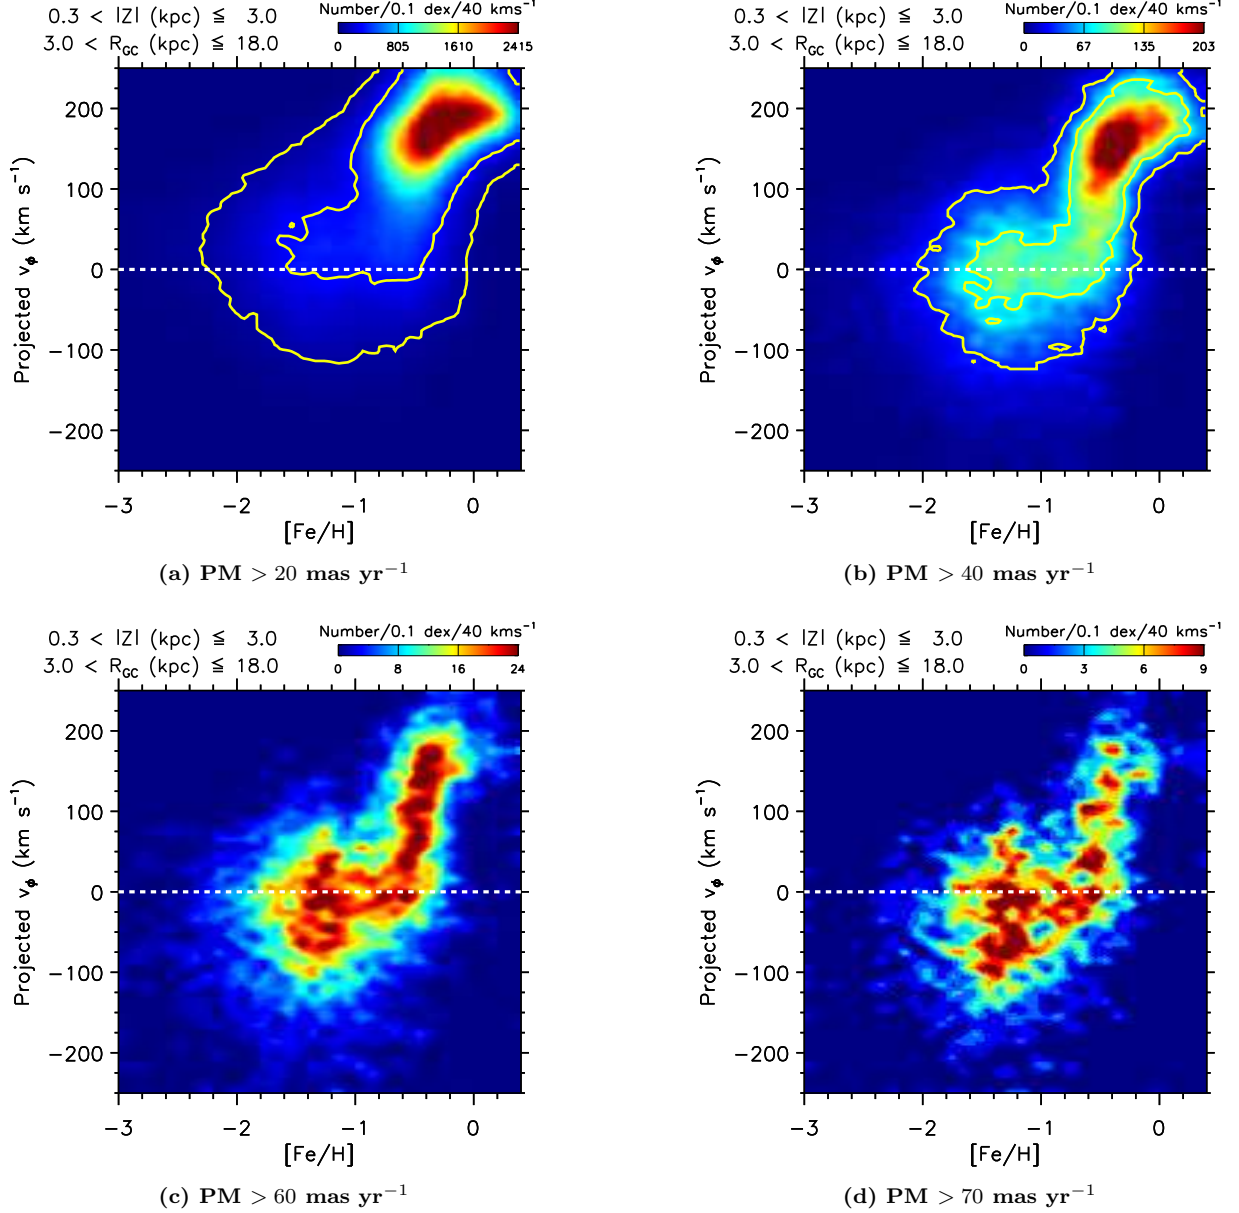 0.3 < |Z| (kpc) ≦ 3.0
3.0 < R_GC (kpc) ≦ 18.0
Number/0.1 dex/40 kms⁻¹
0 805 1610 2415
200
100
0
−100
−200
Projected v_ϕ (km s⁻¹)
−3 −2 −1 0
[Fe/H]
(a) PM > 20 mas yr⁻¹
0.3 < |Z| (kpc) ≦ 3.0
3.0 < R_GC (kpc) ≦ 18.0
Number/0.1 dex/40 kms⁻¹
0 67 135 203
200
100
0
−100
−200
Projected v_ϕ (km s⁻¹)
−3 −2 −1 0
[Fe/H]
(b) PM > 40 mas yr⁻¹
0.3 < |Z| (kpc) ≦ 3.0
3.0 < R_GC (kpc) ≦ 18.0
Number/0.1 dex/40 kms⁻¹
0 8 16 24
200
100
0
−100
−200
Projected v_ϕ (km s⁻¹)
−3 −2 −1 0
[Fe/H]
(c) PM > 60 mas yr⁻¹
0.3 < |Z| (kpc) ≦ 3.0
3.0 < R_GC (kpc) ≦ 18.0
Number/0.1 dex/40 kms⁻¹
0 3 6 9
200
100
0
−100
−200
Projected v_ϕ (km s⁻¹)
−3 −2 −1 0
[Fe/H]
(d) PM > 70 mas yr⁻¹